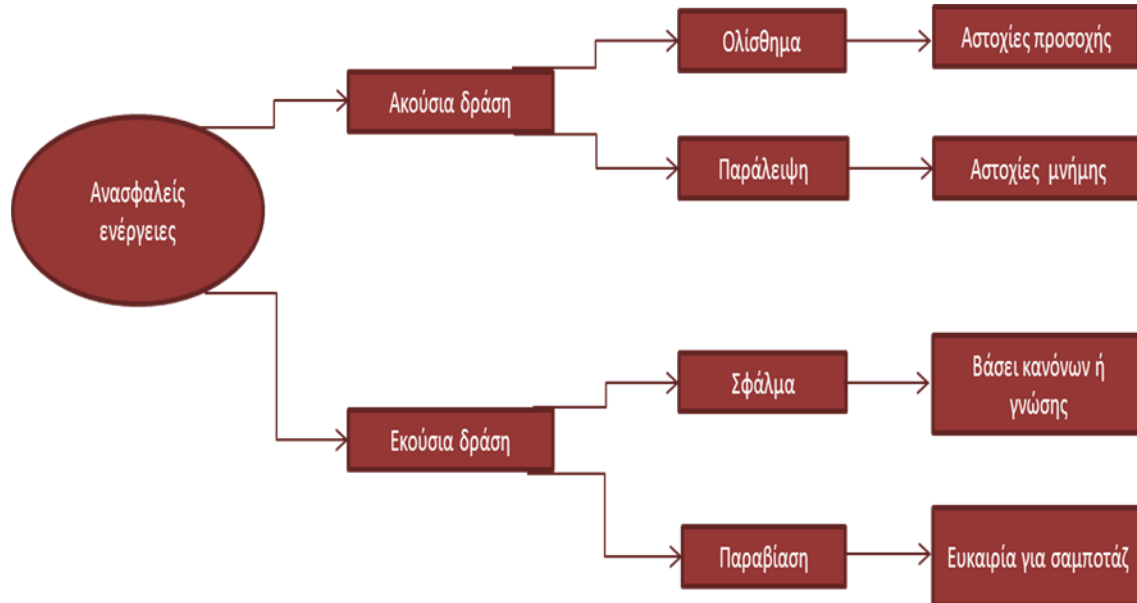 Ανασφαλείς
ενέργειες
Ακούσια δράση
Ολίσθημα
Αστοχίες προσοχής
Παράλειψη
Αστοχίες μνήμης
Εκούσια δράση
Σφάλμα
Βάσει κανόνων ή
γνώσης
Παραβίαση
Ευκαιρία για σαμποτάζ